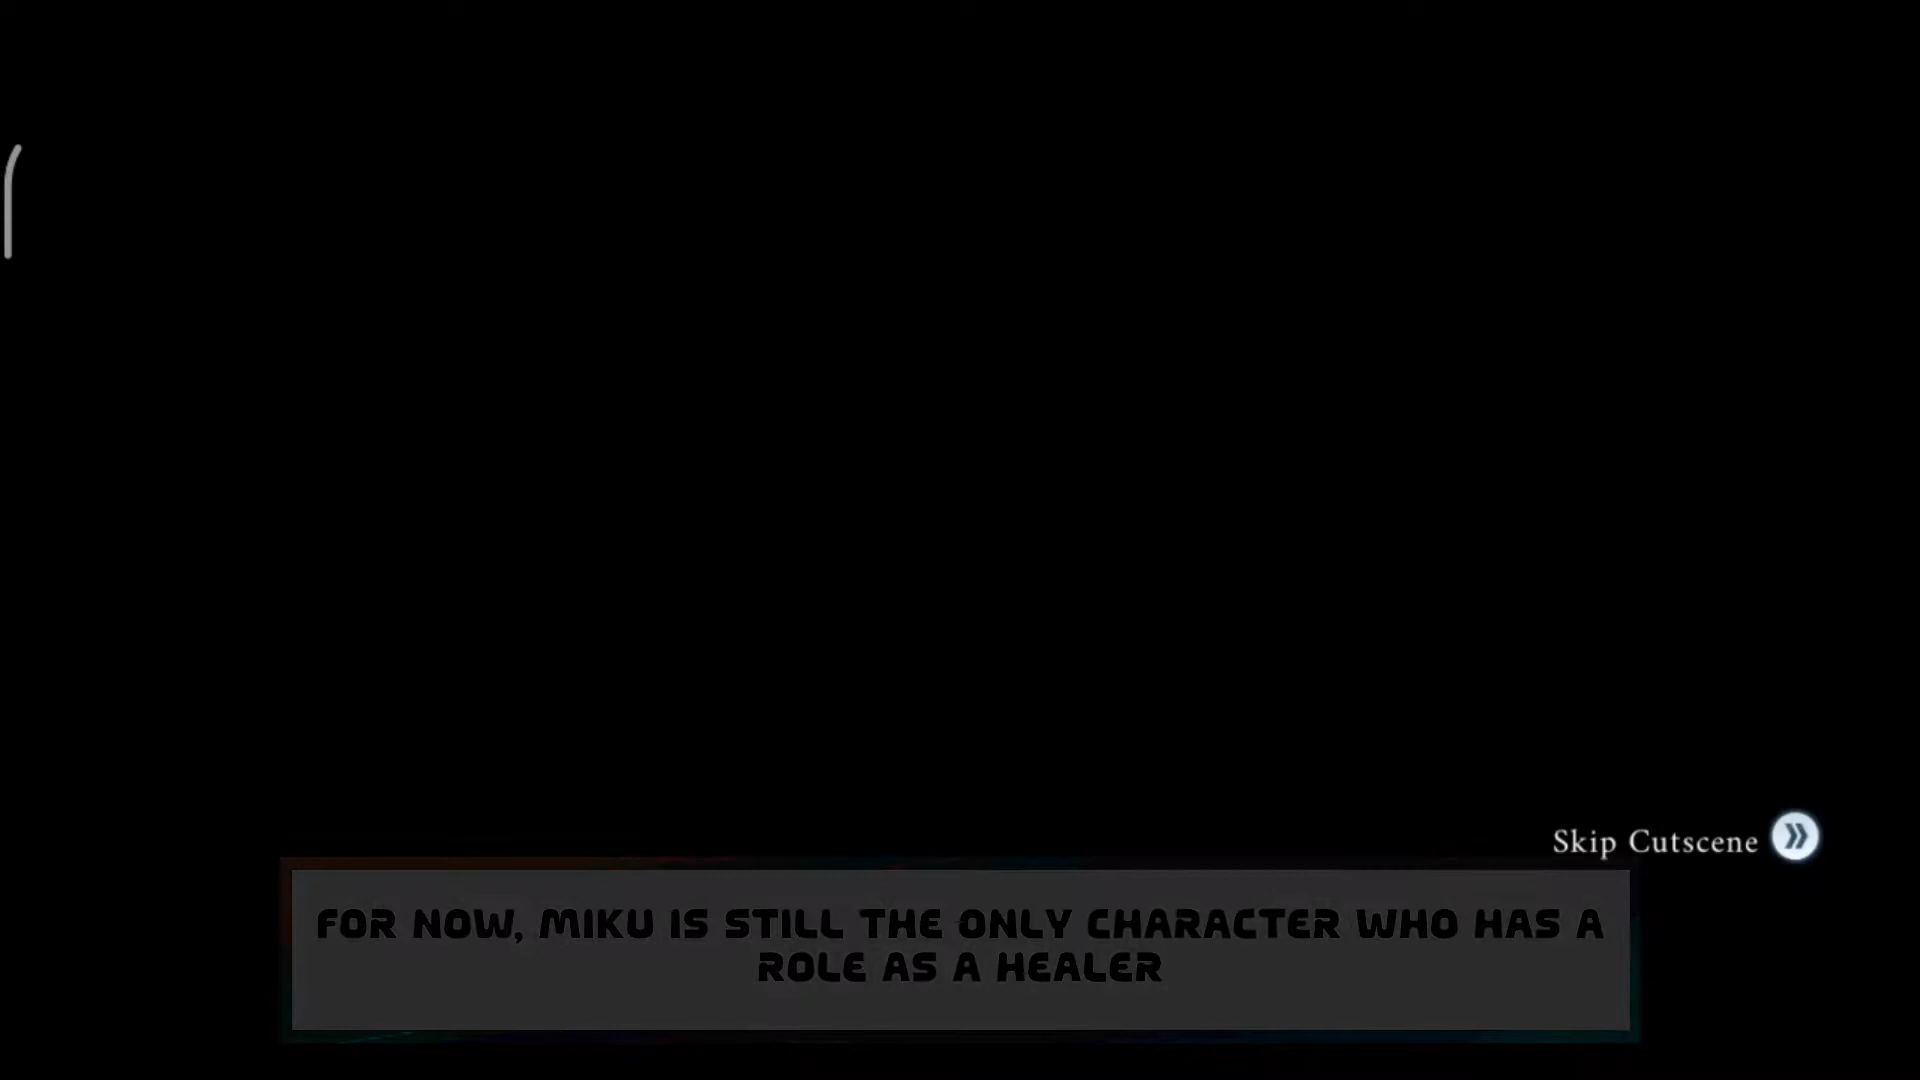 Skip Cutscene
FOR NOW, MIKU IS STILL THE ONLY CHARACTER WHO HAS A
ROLE AS A HEALER